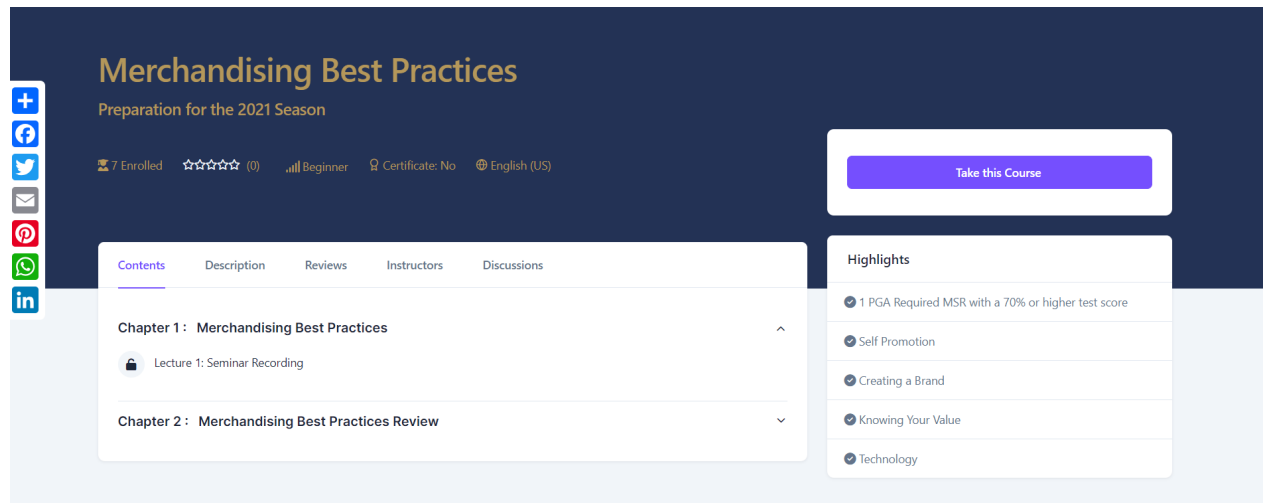 Merchandising Best Practices
Preparation for the 2021 Season
7 Enrolled (0) Beginner Certificate: No English (US)
Take this Course
Contents Description Reviews Instructors Discussions
Chapter 1 : Merchandising Best Practices
Lecture 1: Seminar Recording
Chapter 2 : Merchandising Best Practices Review
Highlights
1 PGA Required MSR with a 70% or higher test score
Self Promotion
Creating a Brand
Knowing Your Value
Technology